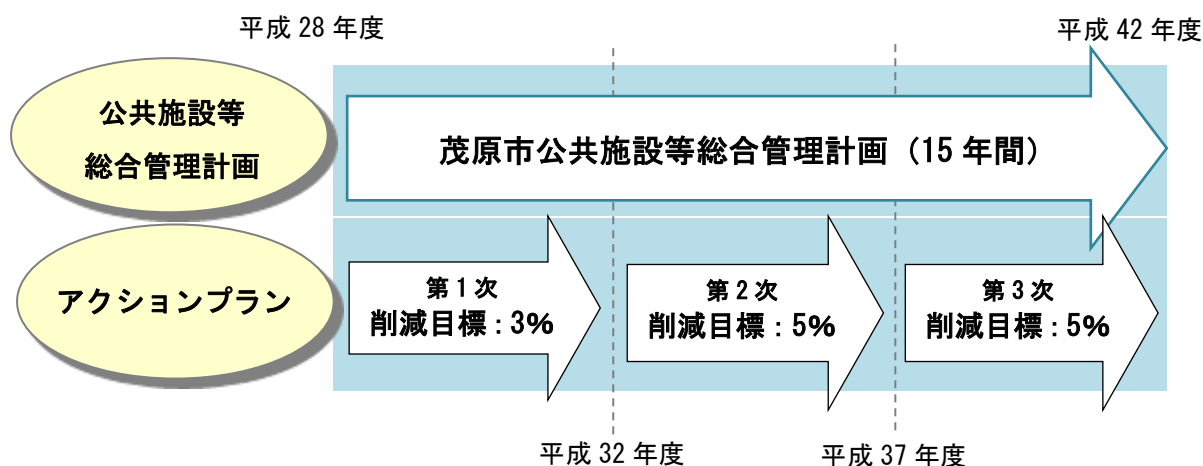 平成 28 年度
平成 42 年度
公共施設等
総合管理計画
茂原市公共施設等総合管理計画（15 年間）
アクションプラン
第 1 次
削減目標：3%
第 2 次
削減目標：5%
第 3 次
削減目標：5%
平成 32 年度
平成 37 年度